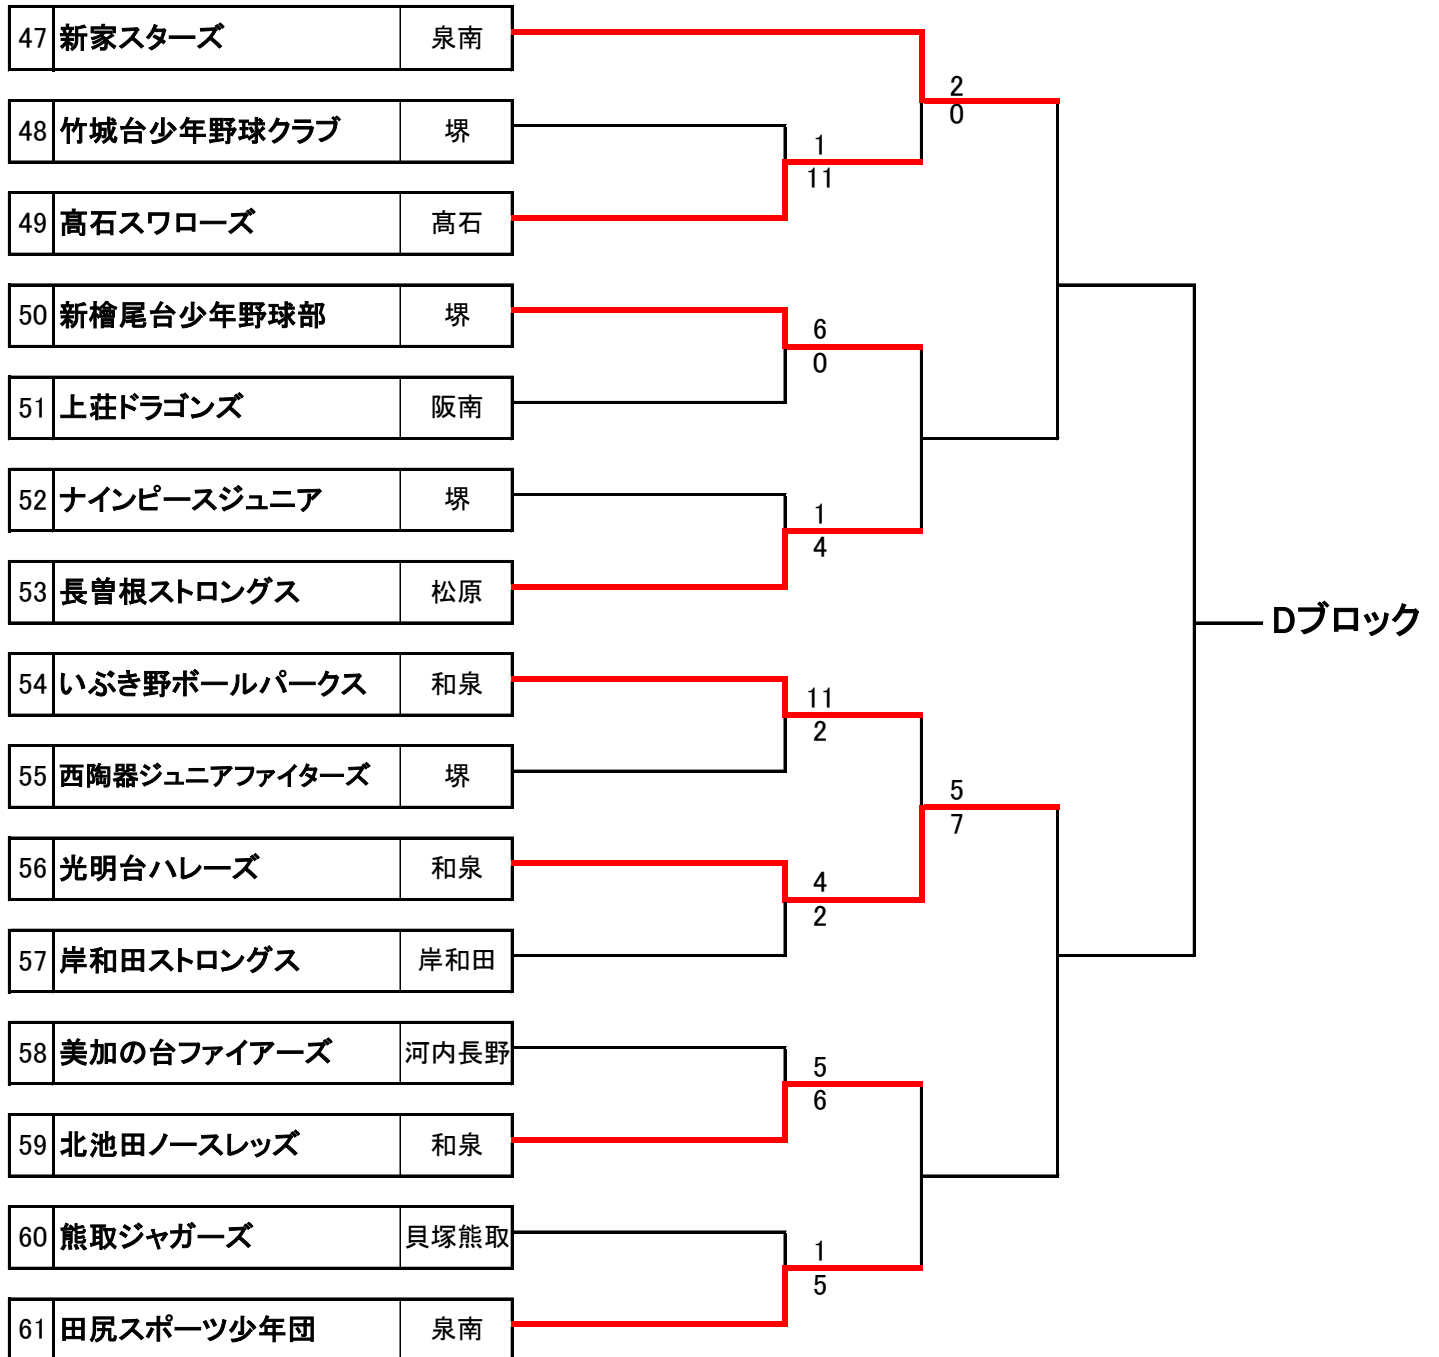 47 新家スターズ 泉南
2
0
48 竹城台少年野球クラブ 堺
1
11
49 髙石スワローズ 髙石
50 新檜尾台少年野球部 堺
6
0
51 上荘ドラゴンズ 阪南
52 ナインピースジュニア 堺
1
4
53 長曽根ストロングス 松原
Dブロック
54 いぶき野ボールパークス 和泉
11
2
55 西陶器ジュニアファイターズ 堺
5
7
56 光明台ハレーズ 和泉
4
2
57 岸和田ストロングス 岸和田
58 美加の台ファイアーズ 河内長野
5
6
59 北池田ノースレッズ 和泉
60 熊取ジャガーズ 貝塚熊取
1
5
61 田尻スポーツ少年団 泉南